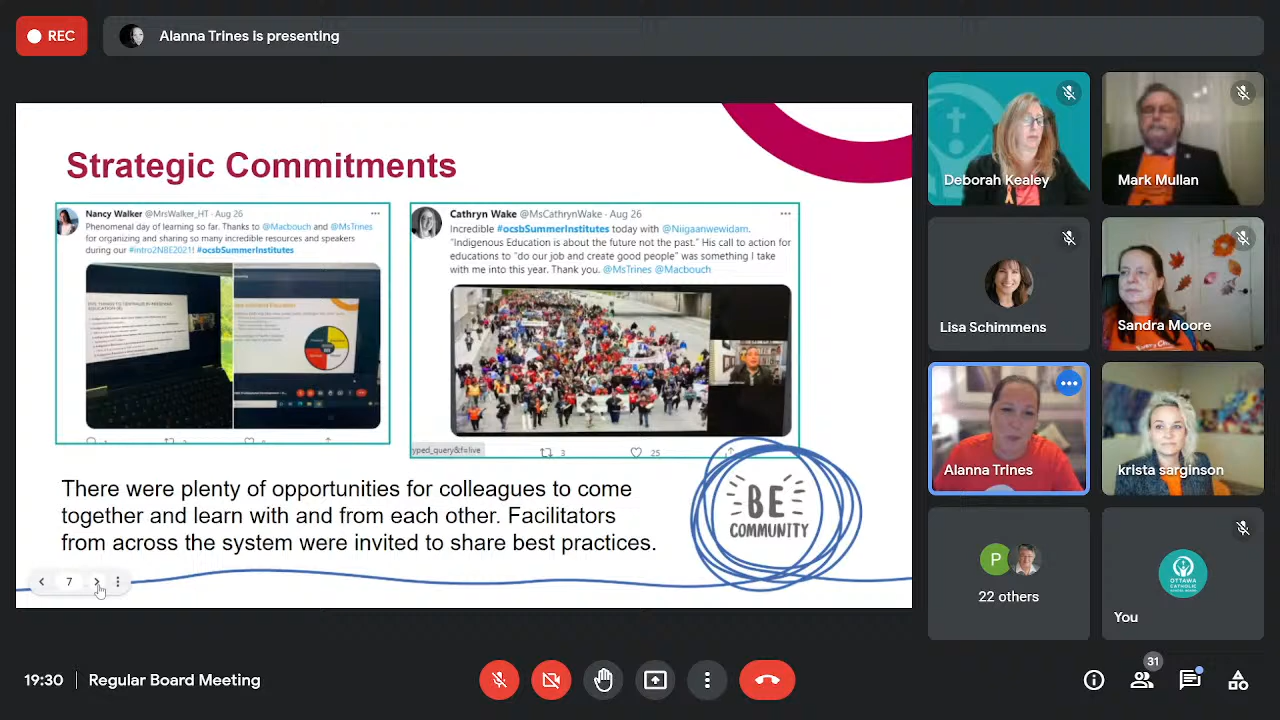 REC
Alanna Trines is presenting
Strategic Commitments
Nancy Walker @MrsWalker_HT · Aug 26
Phenomenal day of learning so far. Thanks to @Macbouch and @MsTrines
for organizing and sharing so many incredible resources and speakers
during our #intro2NBE2021! #ocsbSummerInstitutes
Cathryn Wake @MsCathrynWake · Aug 26
Incredible #ocsbSummerInstitutes today with @Niigaanwewidam.
"Indigenous Education is about the future not the past." His call to action for
educations to "do our job and create good people" was something I take
with me into this year. Thank you. @MsTrines @Macbouch
yped_query&f=live
3
25
There were plenty of opportunities for colleagues to come
together and learn with and from each other. Facilitators
from across the system were invited to share best practices.
BE
COMMUNITY
7
Deborah Kealey
Mark Mullan
Lisa Schimmens
Sandra Moore
Alanna Trines
krista sarginson
P
22 others
OTTAWA
CATHOLIC
You
19:30
Regular Board Meeting
31